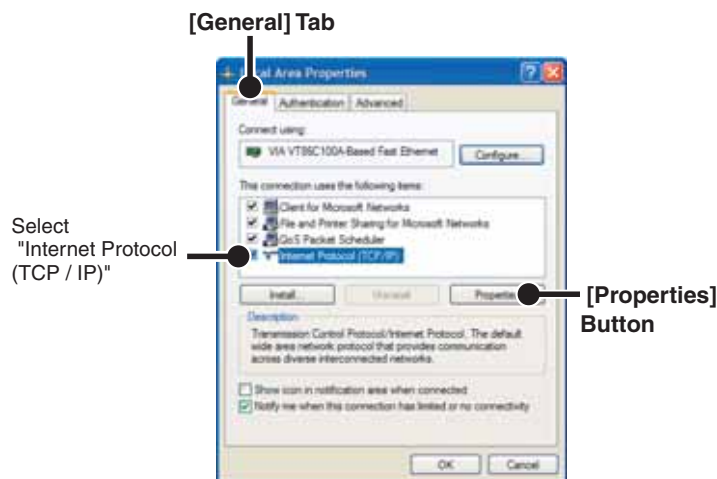 [General] Tab
Local Area Properties
General Authentication Advanced
Connect using:
VIA VT86C100A-Based Fast Ethernet Configure...
This connection uses the following items:
Client for Microsoft Networks
File and Printer Sharing for Microsoft Networks
QoS Packet Scheduler
Internet Protocol (TCP/IP)
Select
"Internet Protocol
(TCP / IP)"
Install... Uninstall Properties
[Properties]
Button
Description
Transmission Control Protocol/Internet Protocol. The default
wide area network protocol that provides communication
across diverse interconnected networks.
Show icon in notification area when connected
Notify me when this connection has limited or no connectivity
OK Cancel